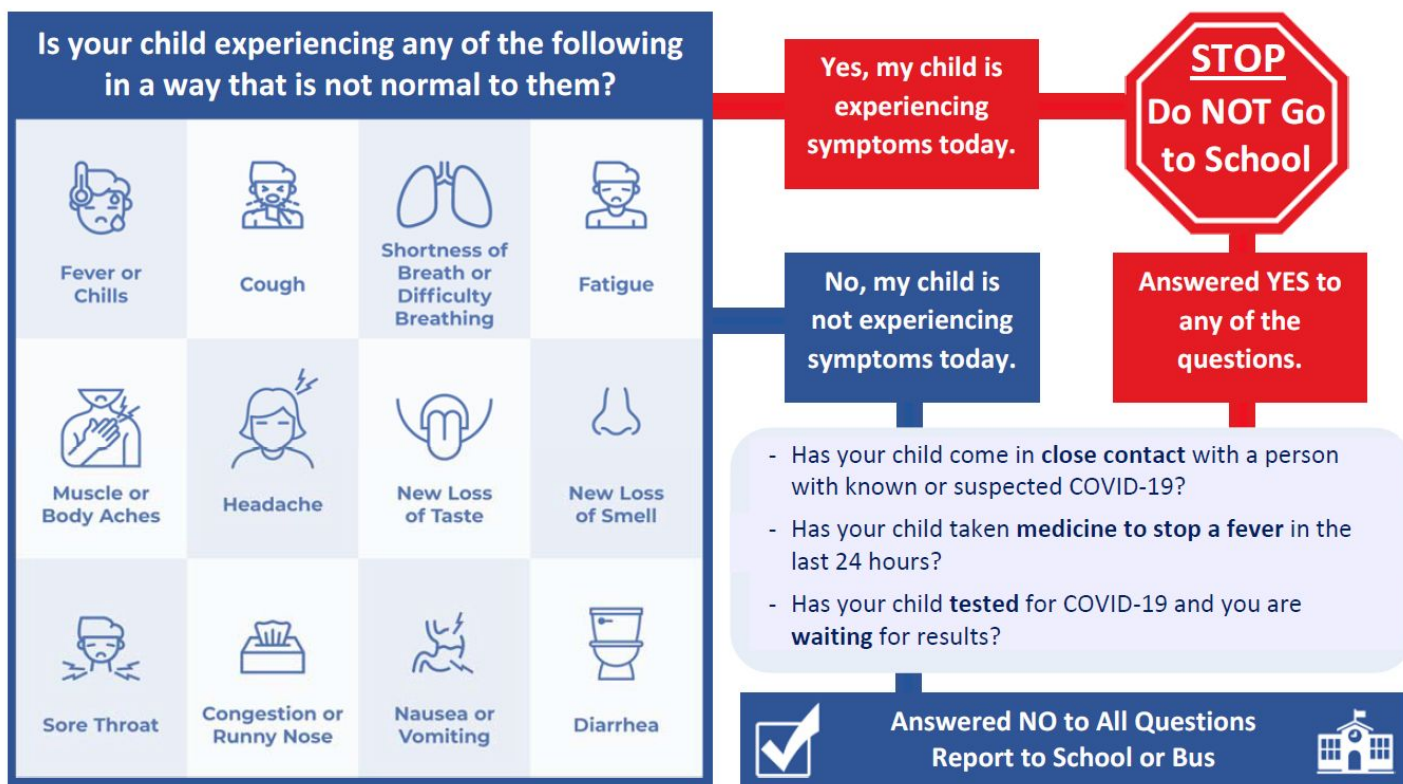 Is your child experiencing any of the following
in a way that is not normal to them?
Fever or
Chills
Cough
Shortness of
Breath or
Difficulty
Breathing
Fatigue
Muscle or
Body Aches
Headache
New Loss
of Taste
New Loss
of Smell
Sore Throat
Congestion or
Runny Nose
Nausea or
Vomiting
Diarrhea
Yes, my child is
experiencing
symptoms today.
STOP
Do NOT Go
to School
No, my child is
not experiencing
symptoms today.
Answered YES to
any of the
questions.
- Has your child come in close contact with a person
with known or suspected COVID-19?
- Has your child taken medicine to stop a fever in the
last 24 hours?
- Has your child tested for COVID-19 and you are
waiting for results?
Answered NO to All Questions
Report to School or Bus